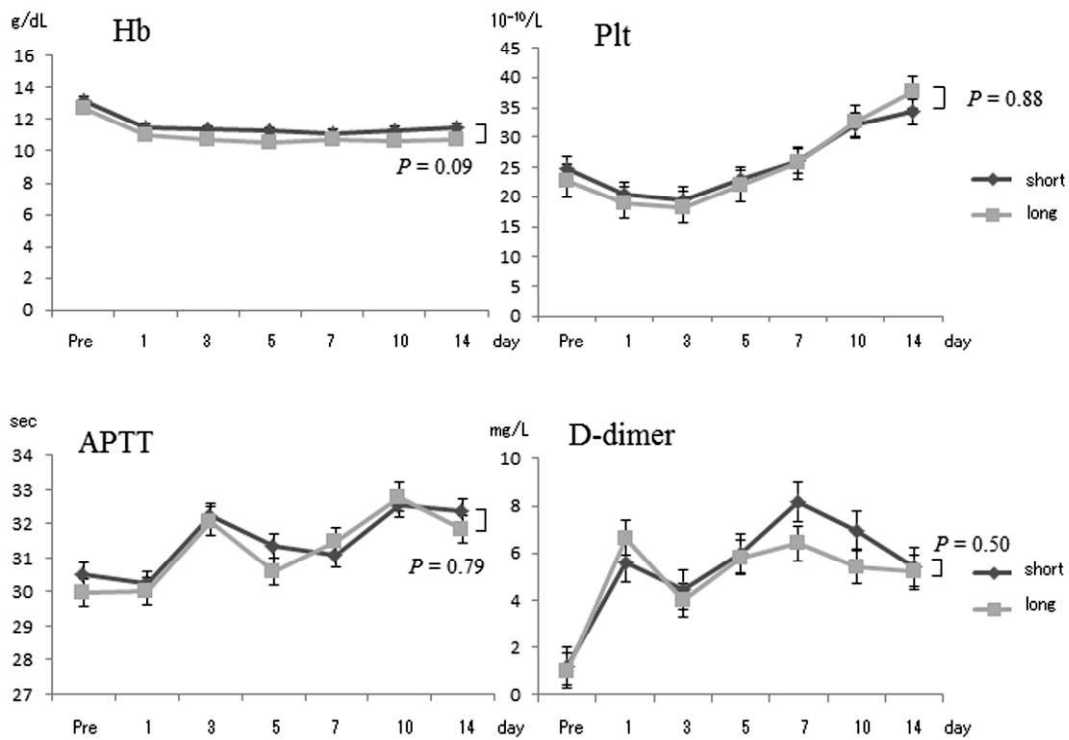 g/dL
Hb
16
14
12
10
8
6
4
2
0
P = 0.09
Pre 1 3 5 7 10 14 day
10⁻¹⁰/L
Plt
45
40
35
30
25
20
15
10
5
0
P = 0.88
short
long
Pre 1 3 5 7 10 14 day
sec
APTT
34
33
32
31
30
29
28
27
P = 0.79
Pre 1 3 5 7 10 14 day
mg/L
D-dimer
10
8
6
4
2
0
P = 0.50
short
long
Pre 1 3 5 7 10 14 day